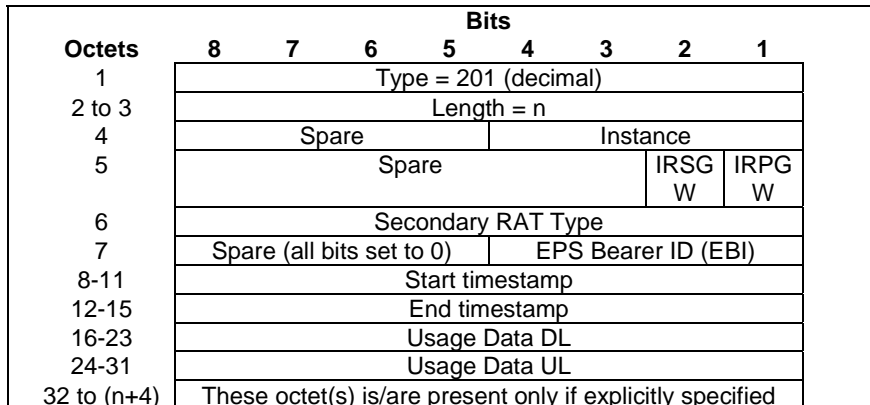 Bits
Octets 8 7 6 5 4 3 2 1
1 Type = 201 (decimal)
2 to 3 Length = n
4 Spare Instance
5 Spare IRSG IRPG
W W
6 Secondary RAT Type
7 Spare (all bits set to 0) EPS Bearer ID (EBI)
8-11 Start timestamp
12-15 End timestamp
16-23 Usage Data DL
24-31 Usage Data UL
32 to (n+4) These octet(s) is/are present only if explicitly specified